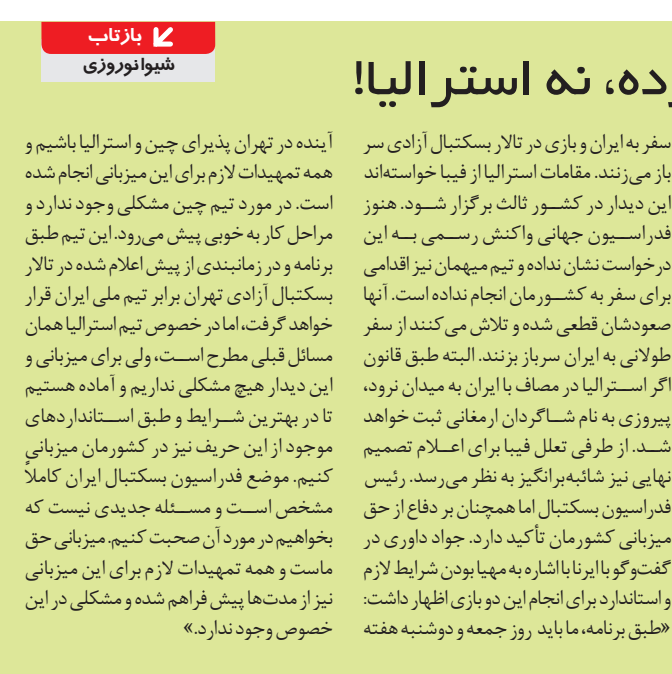 بازتاب
شیوا نوروزی
ده، نه استرالیا!
سفر به ایران و بازی در تالار بسکتبال آزادی سر
باز می‌زنند. مقامات استرالیا از فیبا خواسته‌اند
این دیدار در کشور ثالث برگزار شود. هنوز
فدراسیون جهانی واکنش رسمی به این
درخواست نشان نداده و تیم میهمان نیز اقدامی
برای سفر به کشورمان انجام نداده است. آنها
صعودشان قطعی شده و تلاش می‌کنند از سفر
طولانی به ایران سرباز بزنند. البته طبق قانون
اگر استرالیا در مصاف با ایران به میدان نرود،
پیروزی به نام شاگردان ارمغانی ثبت خواهد
شد. از طرفی تعلل فیبا برای اعلام تصمیم
نهایی نیز شائبه‌برانگیز به نظر می‌رسد. رئیس
فدراسیون بسکتبال اما همچنان بر دفاع از حق
میزبانی کشورمان تأکید دارد. جواد داوری در
گفت‌وگو با ایرنا با اشاره به مهیا بودن شرایط لازم
و استاندارد برای انجام این دو بازی اظهار داشت:
«طبق برنامه، ما باید روز جمعه و دوشنبه هفته
آینده در تهران پذیرای چین و استرالیا باشیم و
همه تمهیدات لازم برای این میزبانی انجام شده
است. در مورد تیم چین مشکلی وجود ندارد و
مراحل کار به خوبی پیش می‌رود. این تیم طبق
برنامه و در زمانبندی از پیش اعلام شده در تالار
بسکتبال آزادی تهران برابر تیم ملی ایران قرار
خواهد گرفت، اما در خصوص تیم استرالیا همان
مسائل قبلی مطرح است، ولی برای میزبانی و
این دیدار هیچ مشکلی نداریم و آماده هستیم
تا در بهترین شرایط و طبق استانداردهای
موجود از این حریف نیز در کشورمان میزبانی
کنیم. موضع فدراسیون بسکتبال ایران کاملاً
مشخص است و مسئله جدیدی نیست که
بخواهیم در مورد آن صحبت کنیم. میزبانی حق
ماست و همه تمهیدات لازم برای این میزبانی
نیز از مدت‌ها پیش فراهم شده و مشکلی در این
خصوص وجود ندارد.»